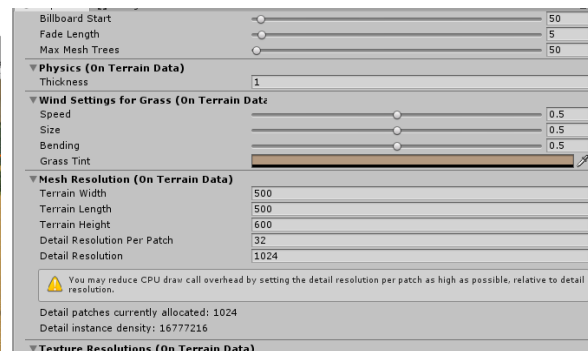 Billboard Start 50
Fade Length 5
Max Mesh Trees 50
Physics (On Terrain Data)
Thickness 1
Wind Settings for Grass (On Terrain Data
Speed 0.5
Size 0.5
Bending 0.5
Grass Tint
Mesh Resolution (On Terrain Data)
Terrain Width 500
Terrain Length 500
Terrain Height 600
Detail Resolution Per Patch 32
Detail Resolution 1024
You may reduce CPU draw call overhead by setting the detail resolution per patch as high as possible, relative to detail
resolution.
Detail patches currently allocated: 1024
Detail instance density: 16777216
Texture Resolutions (On Terrain Data)